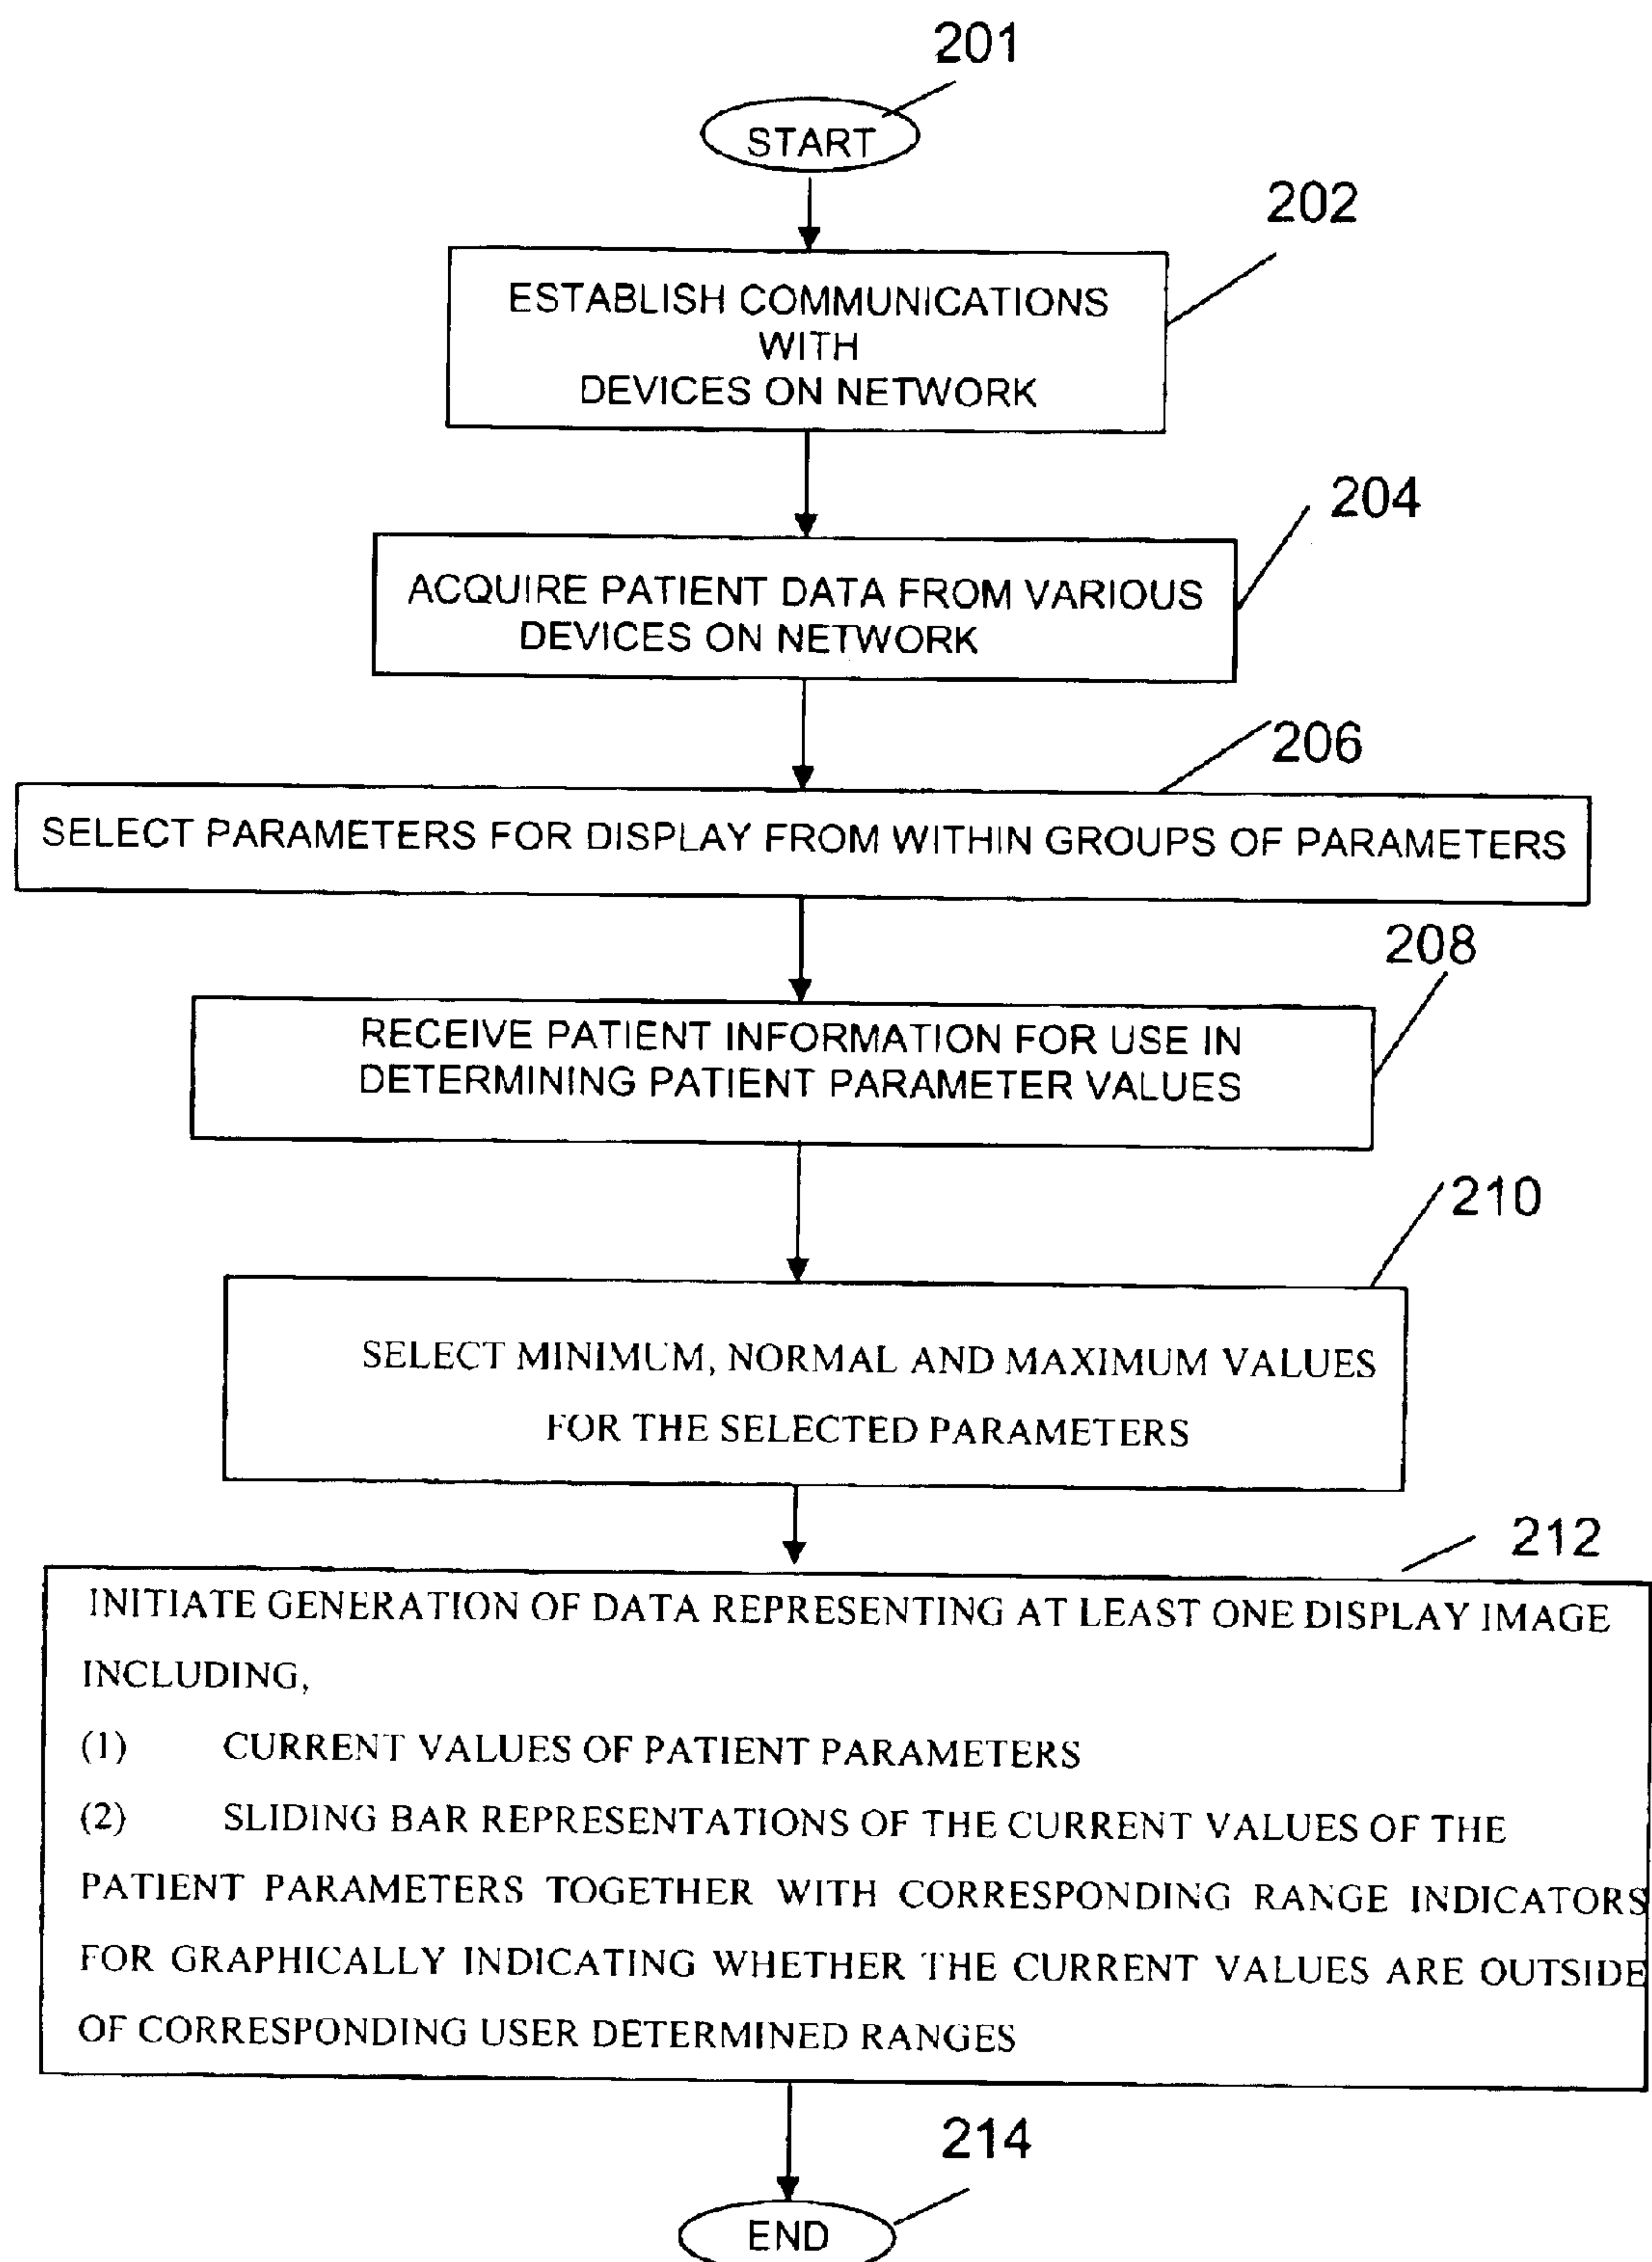 201
START
202
ESTABLISH COMMUNICATIONS
WITH
DEVICES ON NETWORK
204
ACQUIRE PATIENT DATA FROM VARIOUS
DEVICES ON NETWORK
206
SELECT PARAMETERS FOR DISPLAY FROM WITHIN GROUPS OF PARAMETERS
208
RECEIVE PATIENT INFORMATION FOR USE IN
DETERMINING PATIENT PARAMETER VALUES
210
SELECT MINIMUM, NORMAL AND MAXIMUM VALUES
FOR THE SELECTED PARAMETERS
212
INITIATE GENERATION OF DATA REPRESENTING AT LEAST ONE DISPLAY IMAGE
INCLUDING,
(1) CURRENT VALUES OF PATIENT PARAMETERS
(2) SLIDING BAR REPRESENTATIONS OF THE CURRENT VALUES OF THE
PATIENT PARAMETERS TOGETHER WITH CORRESPONDING RANGE INDICATORS
FOR GRAPHICALLY INDICATING WHETHER THE CURRENT VALUES ARE OUTSIDE
OF CORRESPONDING USER DETERMINED RANGES
214
END